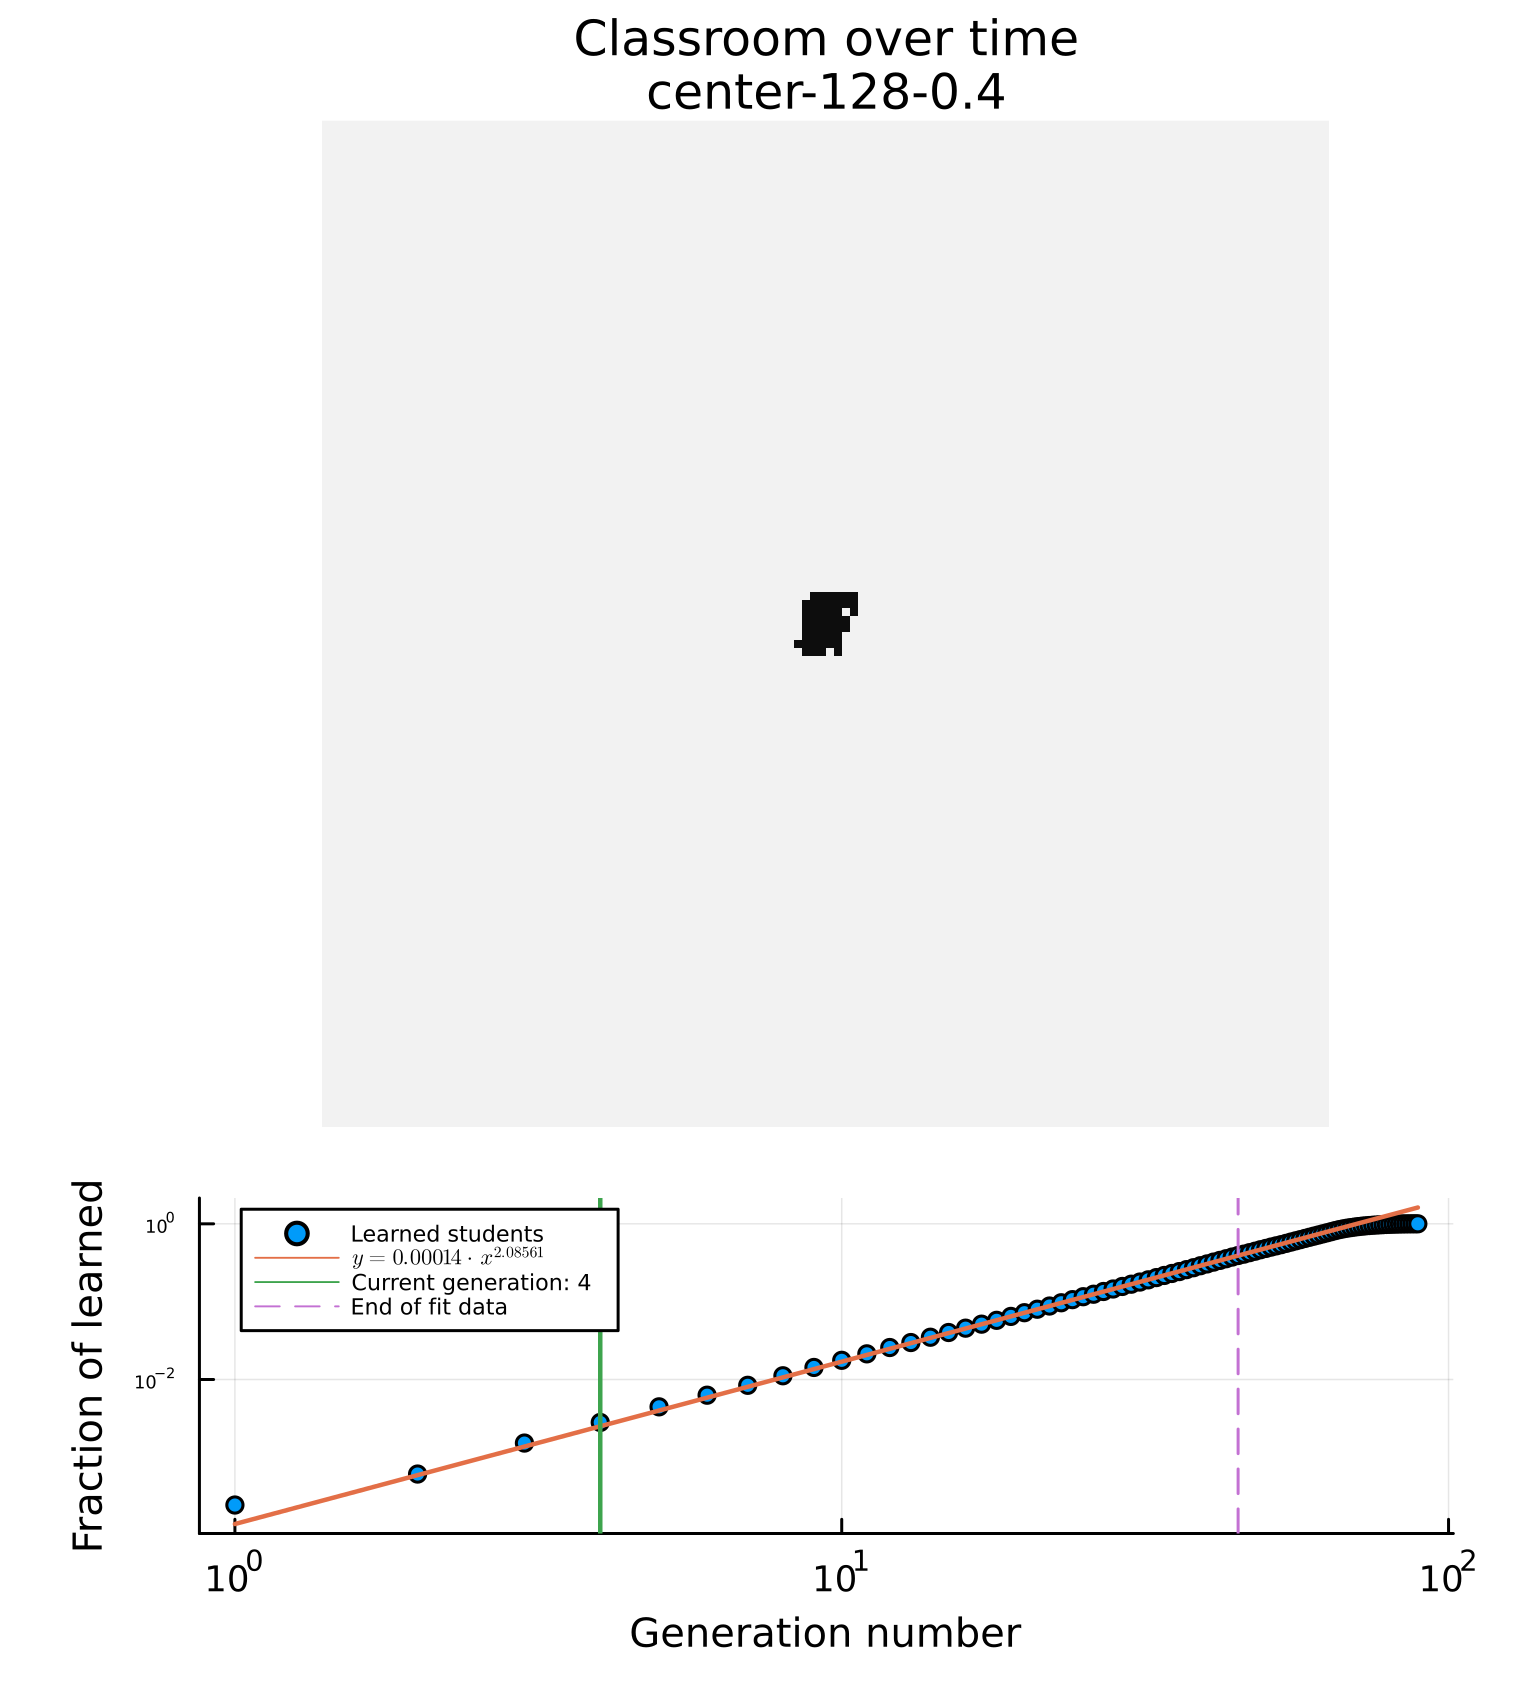 Classroom over time
center-128-0.4
Fraction of learned
10^0
10^−2
Learned students
y = 0.00014 · x^2.08561
Current generation: 4
End of fit data
10^0 10^1 10^2
Generation number